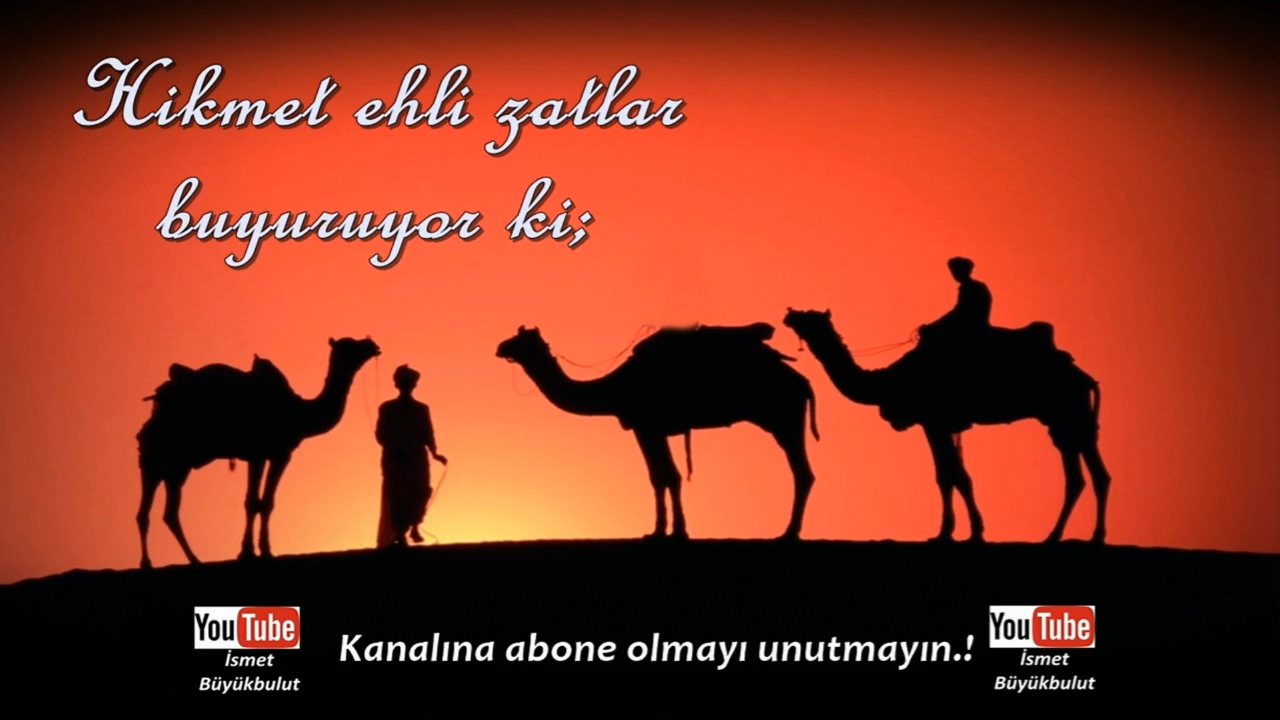 Hikmet ehli zatlar
buyuruyor ki;
YouTube
İsmet
Büyükbulut
Kanalına abone olmayı unutmayın.!
YouTube
İsmet
Büyükbulut